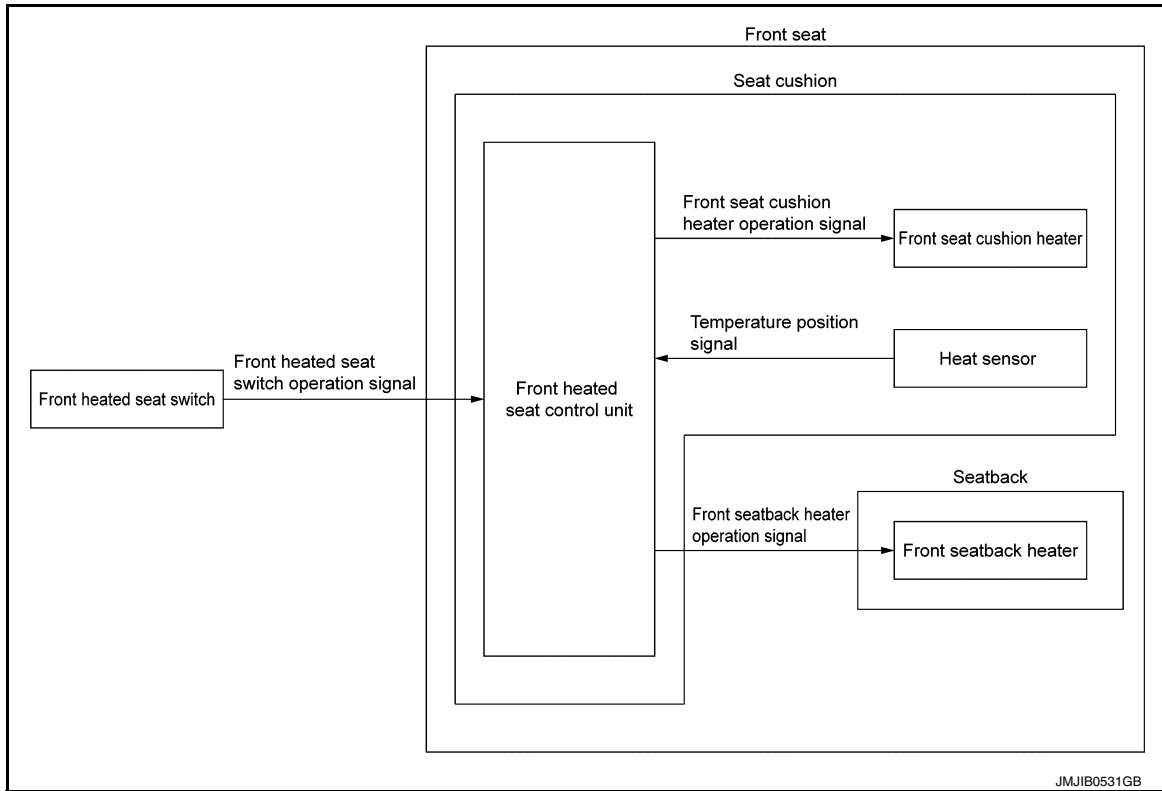 Front seat
Seat cushion
Front seat cushion
heater operation signal
Front seat cushion heater
Temperature position
signal
Heat sensor
Front heated seat
switch operation signal
Front heated seat switch
Front heated
seat control unit
Seatback
Front seatback heater
operation signal
Front seatback heater
JMJIB0531GB